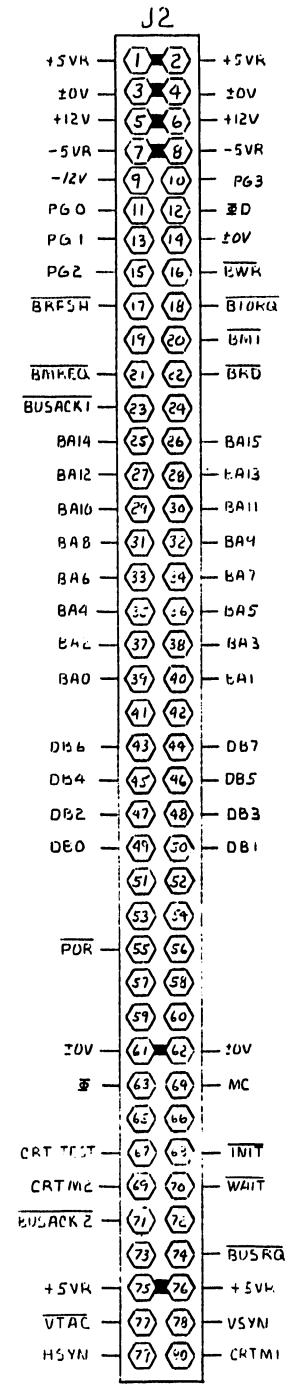 J2
+5VR 1 2 +5VR
±0V 3 4 ±0V
+12V 5 6 +12V
-5VR 7 8 -5VR
-12V 9 10 PG3
PG0 11 12 ΦD
PG1 13 14 ±0V
PG2 15 16 BWR
BRFSH 17 18 BIORQ
19 20 BM1
BMREQ 21 22 BRD
BUSACK1 23 24
BA14 25 26 BA15
BA12 27 28 BA13
BA10 29 30 BA11
BA8 31 32 BA9
BA6 33 34 BA7
BA4 35 36 BA5
BA2 37 38 BA3
BA0 39 40 BA1
41 42
DB6 43 44 DB7
DB4 45 46 DB5
DB2 47 48 DB3
DB0 49 50 DB1
51 52
53 54
POR 55 56
57 58
59 60
±0V 61 62 ±0V
Φ 63 64 MC
65 66
CRT TEST 67 68 INIT
CRTM2 69 70 WAIT
BUSACK2 71 72
73 74 BUSRQ
+5VR 75 76 +5VR
VTAC 77 78 VSYN
HSYN 79 80 CRTM1